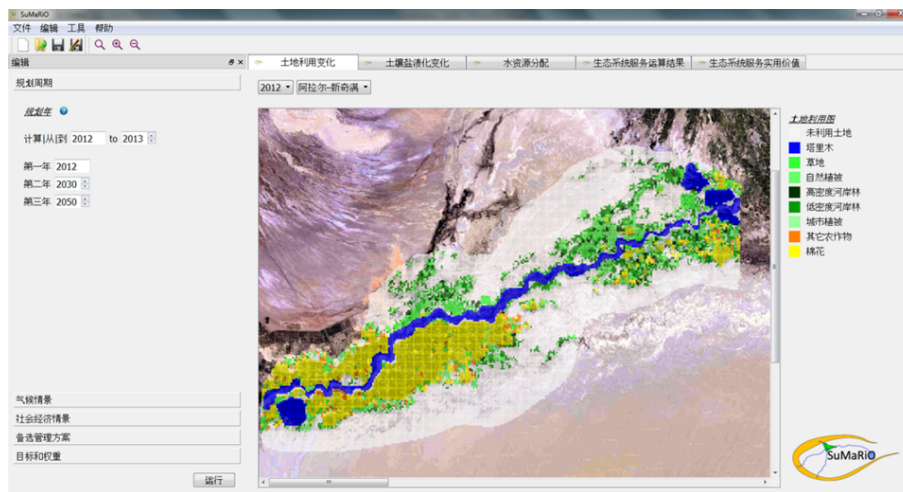 SuMaRiO
文件 编辑 工具 帮助
编辑
土地利用变化 土壤盐渍化变化 水资源分配 生态系统服务运算结果 生态系统服务实用价值
规划周期
2012 阿拉尔-新奇满
规划年
计算|从|到 2012 to 2013
第一年 2012
第二年 2030
第三年 2050
土地利用图
未利用土地
塔里木
草地
自然植被
高密度河岸林
低密度河岸林
城市植被
其它农作物
棉花
气候情景
社会经济情景
备选管理方案
目标和权重
运行
SuMaRiO